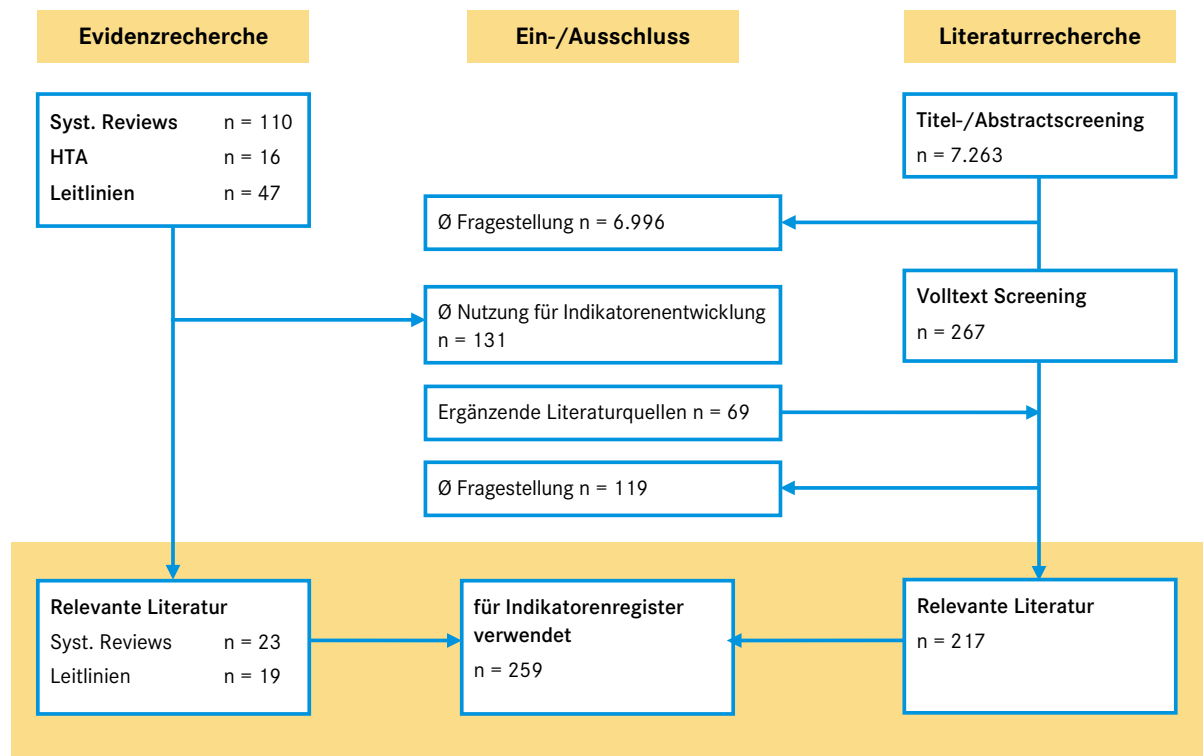 Evidenzrecherche
Ein-/Ausschluss
Literaturrecherche
Syst. Reviews n = 110
HTA n = 16
Leitlinien n = 47
Titel-/Abstractscreening
n = 7.263
Ø Fragestellung n = 6.996
Volltext Screening
n = 267
Ø Nutzung für Indikatorenentwicklung
n = 131
Ergänzende Literaturquellen n = 69
Ø Fragestellung n = 119
Relevante Literatur
Syst. Reviews n = 23
Leitlinien n = 19
für Indikatorenregister
verwendet
n = 259
Relevante Literatur
n = 217